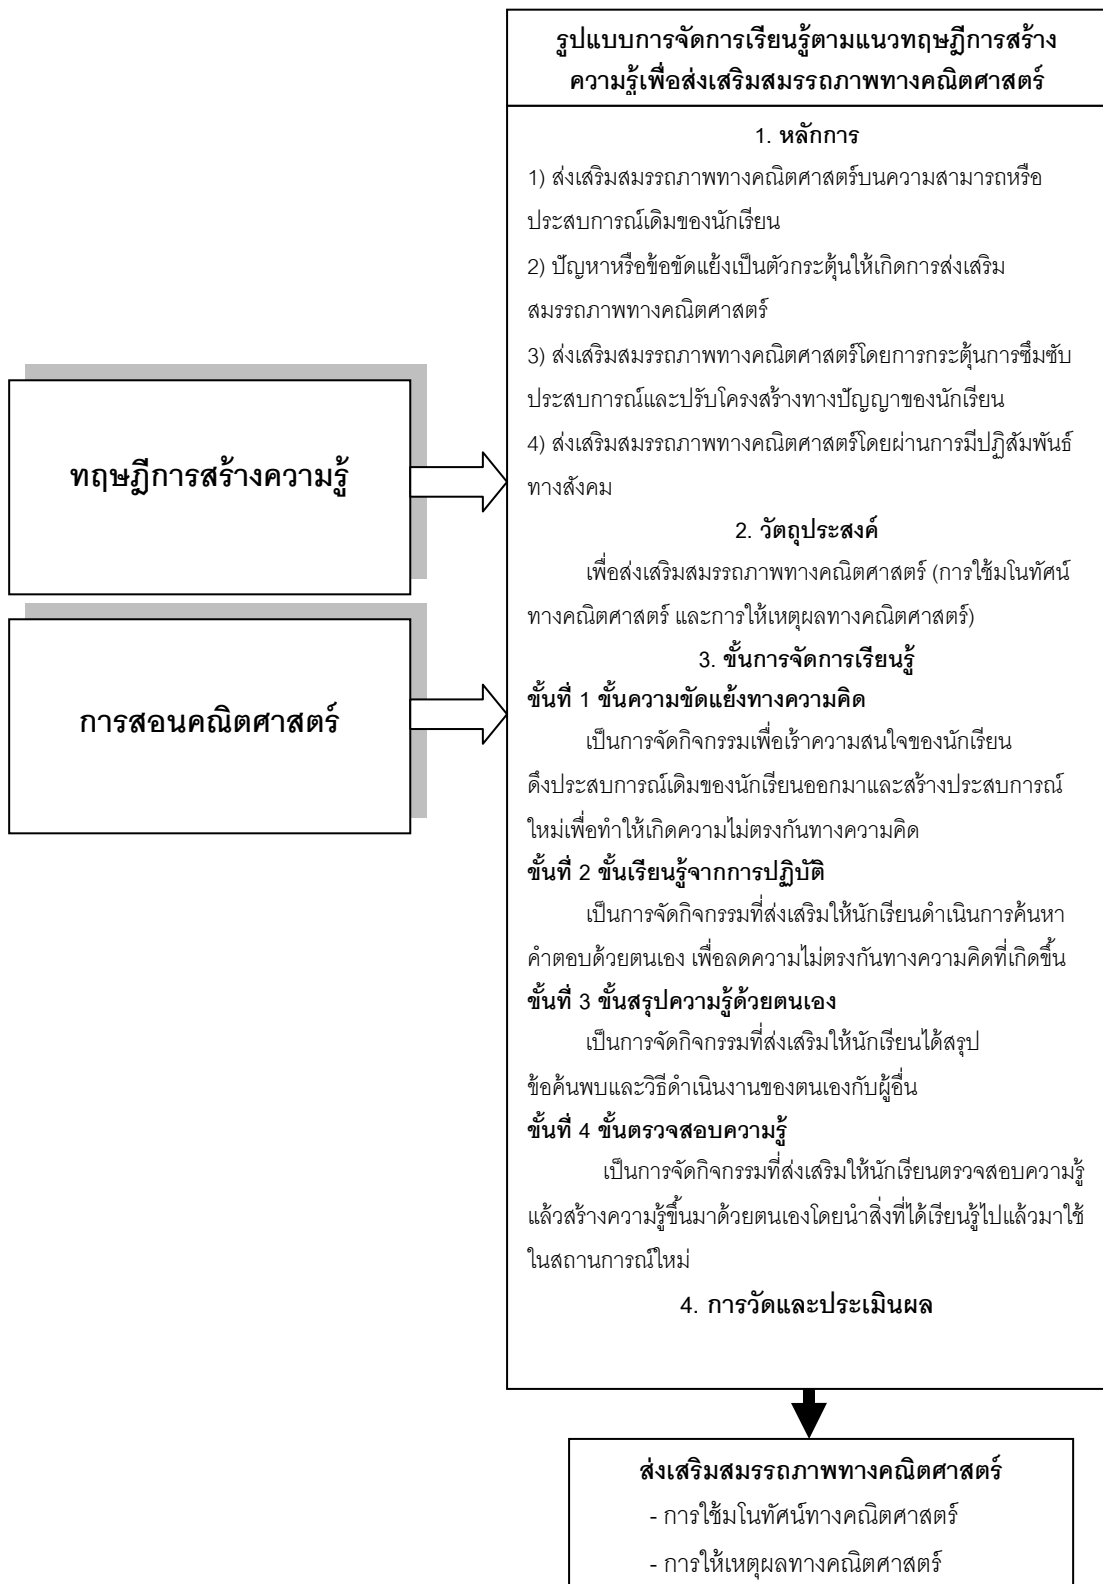 รูปแบบการจัดการเรียนรู้ตามแนวทฤษฎีการสร้าง
ความรู้เพื่อส่งเสริมสมรรถภาพทางคณิตศาสตร์
1. หลักการ
1) ส่งเสริมสมรรถภาพทางคณิตศาสตร์บนความสามารถหรือ
ประสบการณ์เดิมของนักเรียน
2) ปัญหาหรือข้อขัดแย้งเป็นตัวกระตุ้นให้เกิดการส่งเสริม
สมรรถภาพทางคณิตศาสตร์
3) ส่งเสริมสมรรถภาพทางคณิตศาสตร์โดยการกระตุ้นการซึมซับ
ประสบการณ์และปรับโครงสร้างทางปัญญาของนักเรียน
4) ส่งเสริมสมรรถภาพทางคณิตศาสตร์โดยผ่านการมีปฏิสัมพันธ์
ทางสังคม
2. วัตถุประสงค์
เพื่อส่งเสริมสมรรถภาพทางคณิตศาสตร์ (การใช้มโนทัศน์
ทางคณิตศาสตร์ และการให้เหตุผลทางคณิตศาสตร์)
3. ขั้นการจัดการเรียนรู้
ขั้นที่ 1 ขั้นความขัดแย้งทางความคิด
เป็นการจัดกิจกรรมเพื่อเร้าความสนใจของนักเรียน
ดึงประสบการณ์เดิมของนักเรียนออกมาและสร้างประสบการณ์
ใหม่เพื่อทำให้เกิดความไม่ตรงกันทางความคิด
ขั้นที่ 2 ขั้นเรียนรู้จากการปฏิบัติ
เป็นการจัดกิจกรรมที่ส่งเสริมให้นักเรียนดำเนินการค้นหา
คำตอบด้วยตนเอง เพื่อลดความไม่ตรงกันทางความคิดที่เกิดขึ้น
ขั้นที่ 3 ขั้นสรุปความรู้ด้วยตนเอง
เป็นการจัดกิจกรรมที่ส่งเสริมให้นักเรียนได้สรุป
ข้อค้นพบและวิธีดำเนินงานของตนเองกับผู้อื่น
ขั้นที่ 4 ขั้นตรวจสอบความรู้
เป็นการจัดกิจกรรมที่ส่งเสริมให้นักเรียนตรวจสอบความรู้
แล้วสร้างความรู้ขึ้นมาด้วยตนเองโดยนำสิ่งที่ได้เรียนรู้ไปแล้วมาใช้
ในสถานการณ์ใหม่
4. การวัดและประเมินผล
ทฤษฎีการสร้างความรู้
การสอนคณิตศาสตร์
ส่งเสริมสมรรถภาพทางคณิตศาสตร์
- การใช้มโนทัศน์ทางคณิตศาสตร์
- การให้เหตุผลทางคณิตศาสตร์